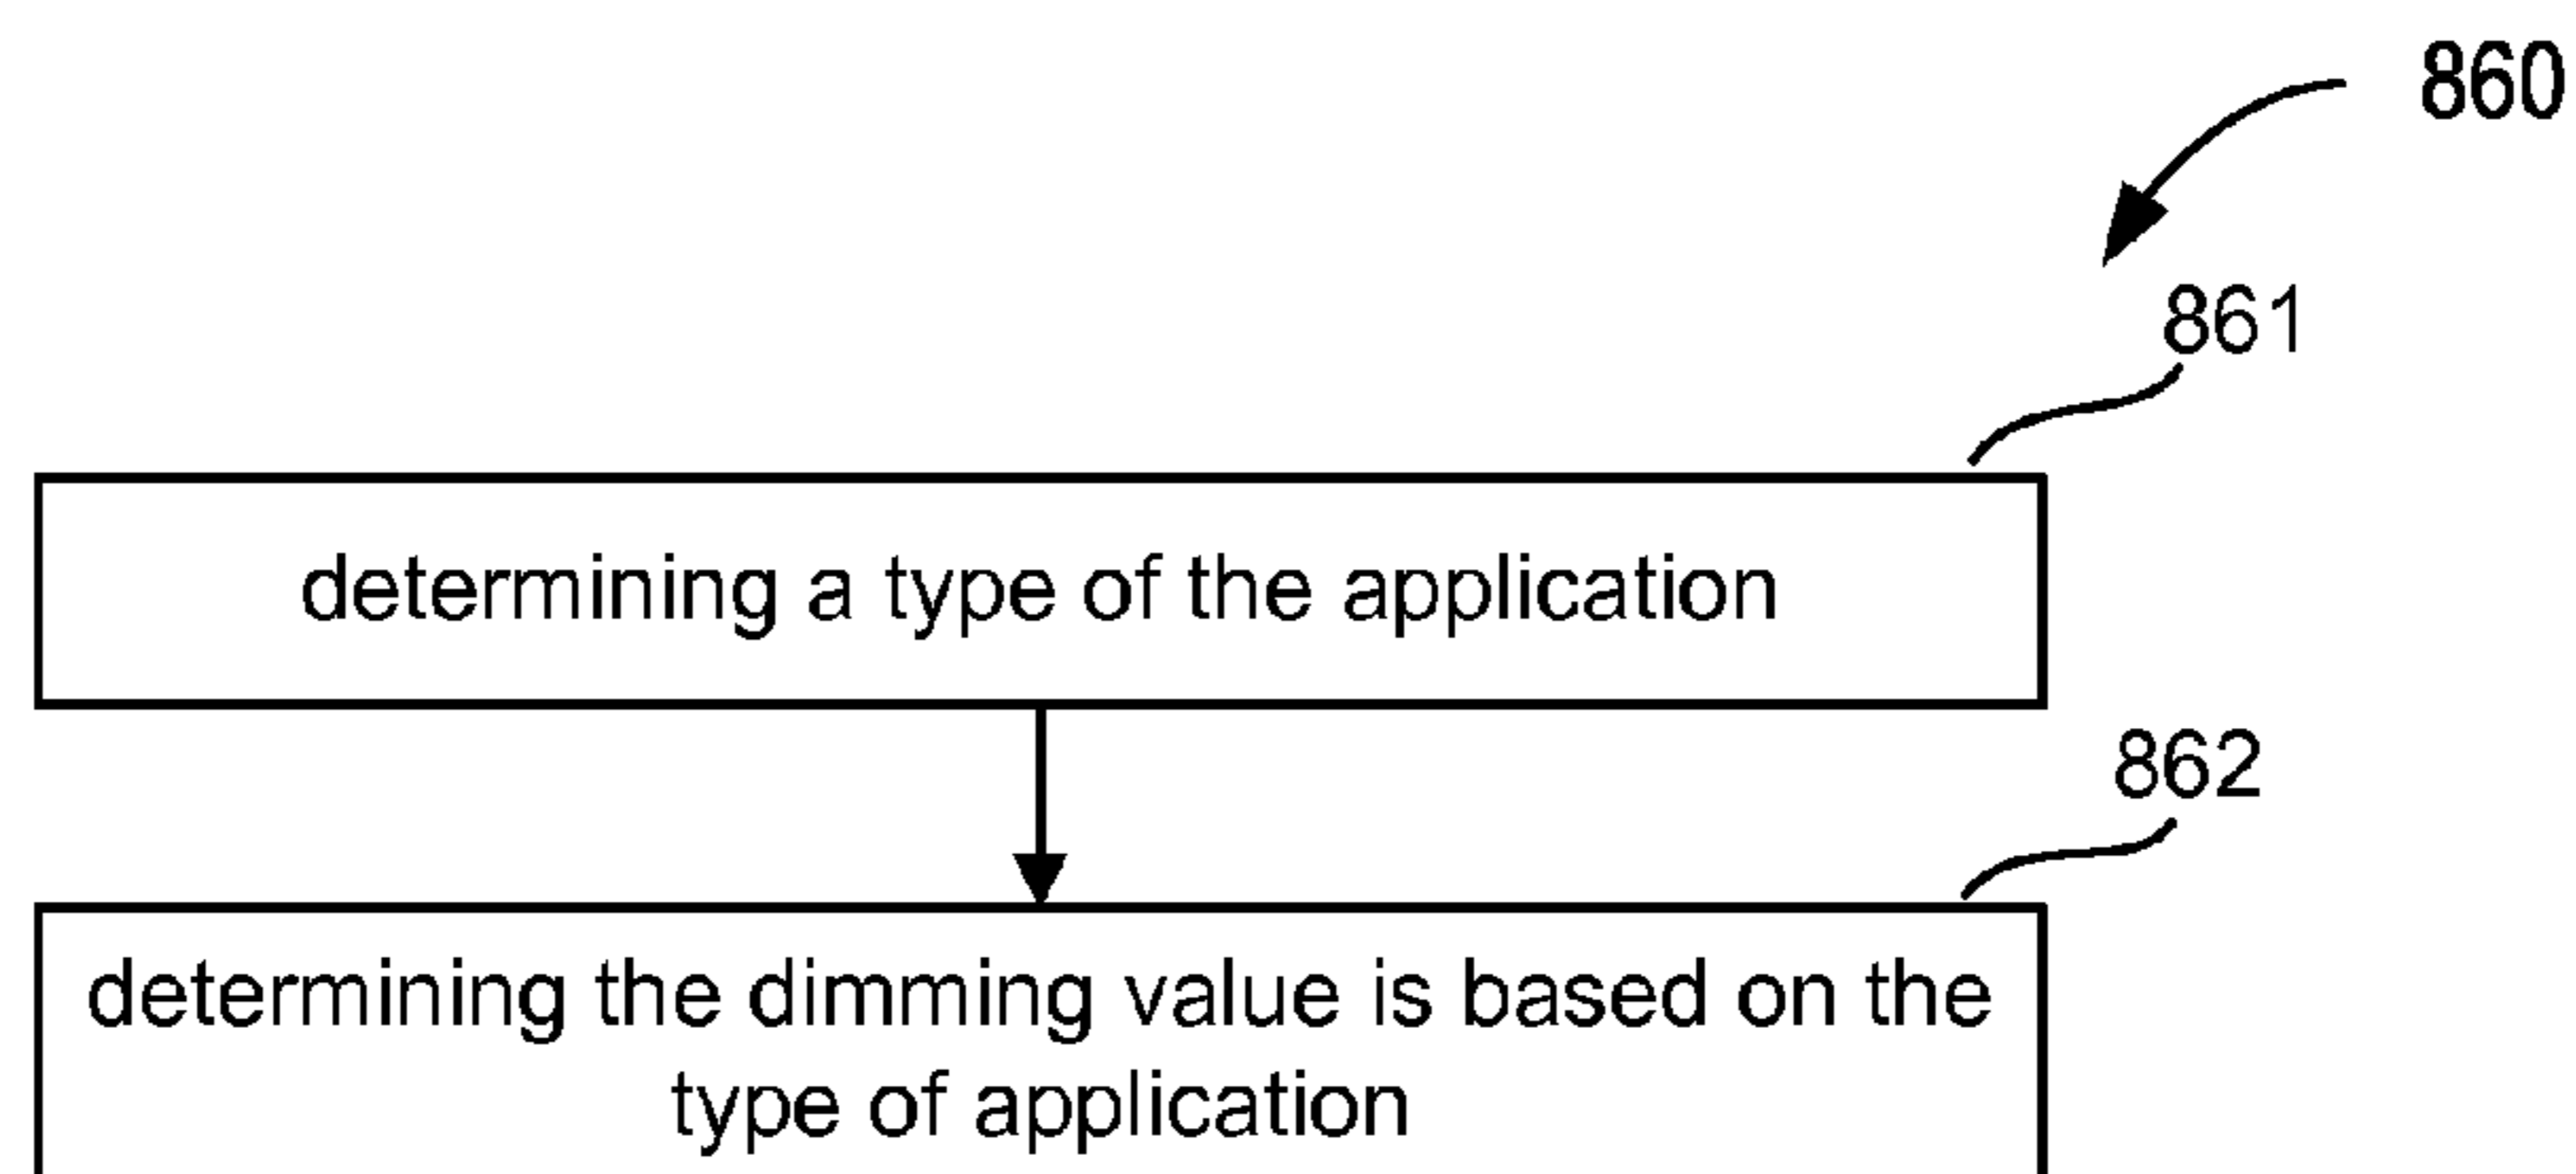 860
861
determining a type of the application
862
determining the dimming value is based on the
type of application